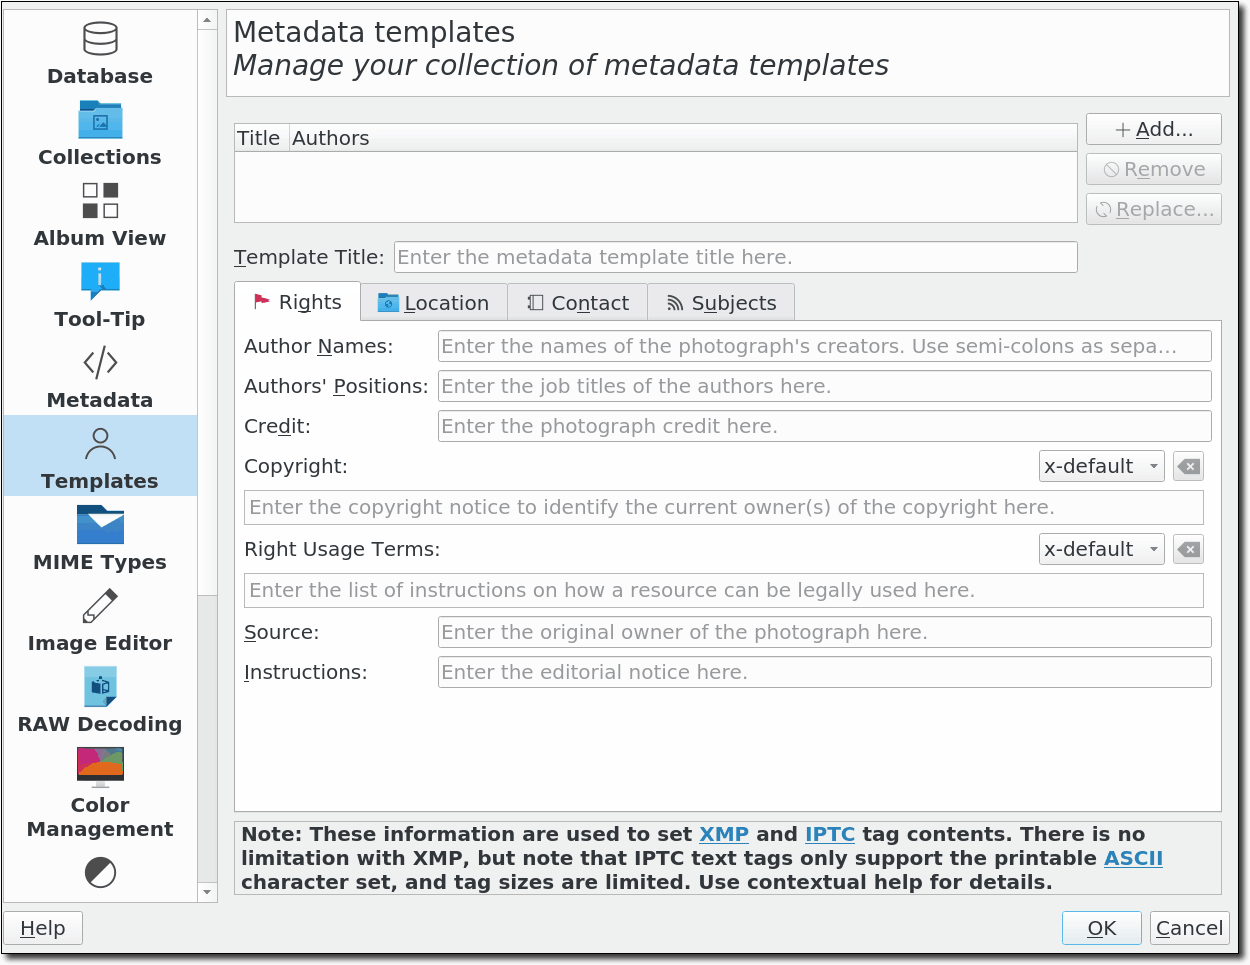 Database
Collections
Album View
Tool-Tip
Metadata
Templates
MIME Types
Image Editor
RAW Decoding
Color
Management
Metadata templates
Manage your collection of metadata templates
Title Authors
Add...
Remove
Replace...
Template Title: Enter the metadata template title here.
Rights Location Contact Subjects
Author Names: Enter the names of the photograph's creators. Use semi-colons as sepa...
Authors' Positions: Enter the job titles of the authors here.
Credit: Enter the photograph credit here.
Copyright: x-default
Enter the copyright notice to identify the current owner(s) of the copyright here.
Right Usage Terms: x-default
Enter the list of instructions on how a resource can be legally used here.
Source: Enter the original owner of the photograph here.
Instructions: Enter the editorial notice here.
Note: These information are used to set XMP and IPTC tag contents. There is no
limitation with XMP, but note that IPTC text tags only support the printable ASCII
character set, and tag sizes are limited. Use contextual help for details.
Help OK Cancel